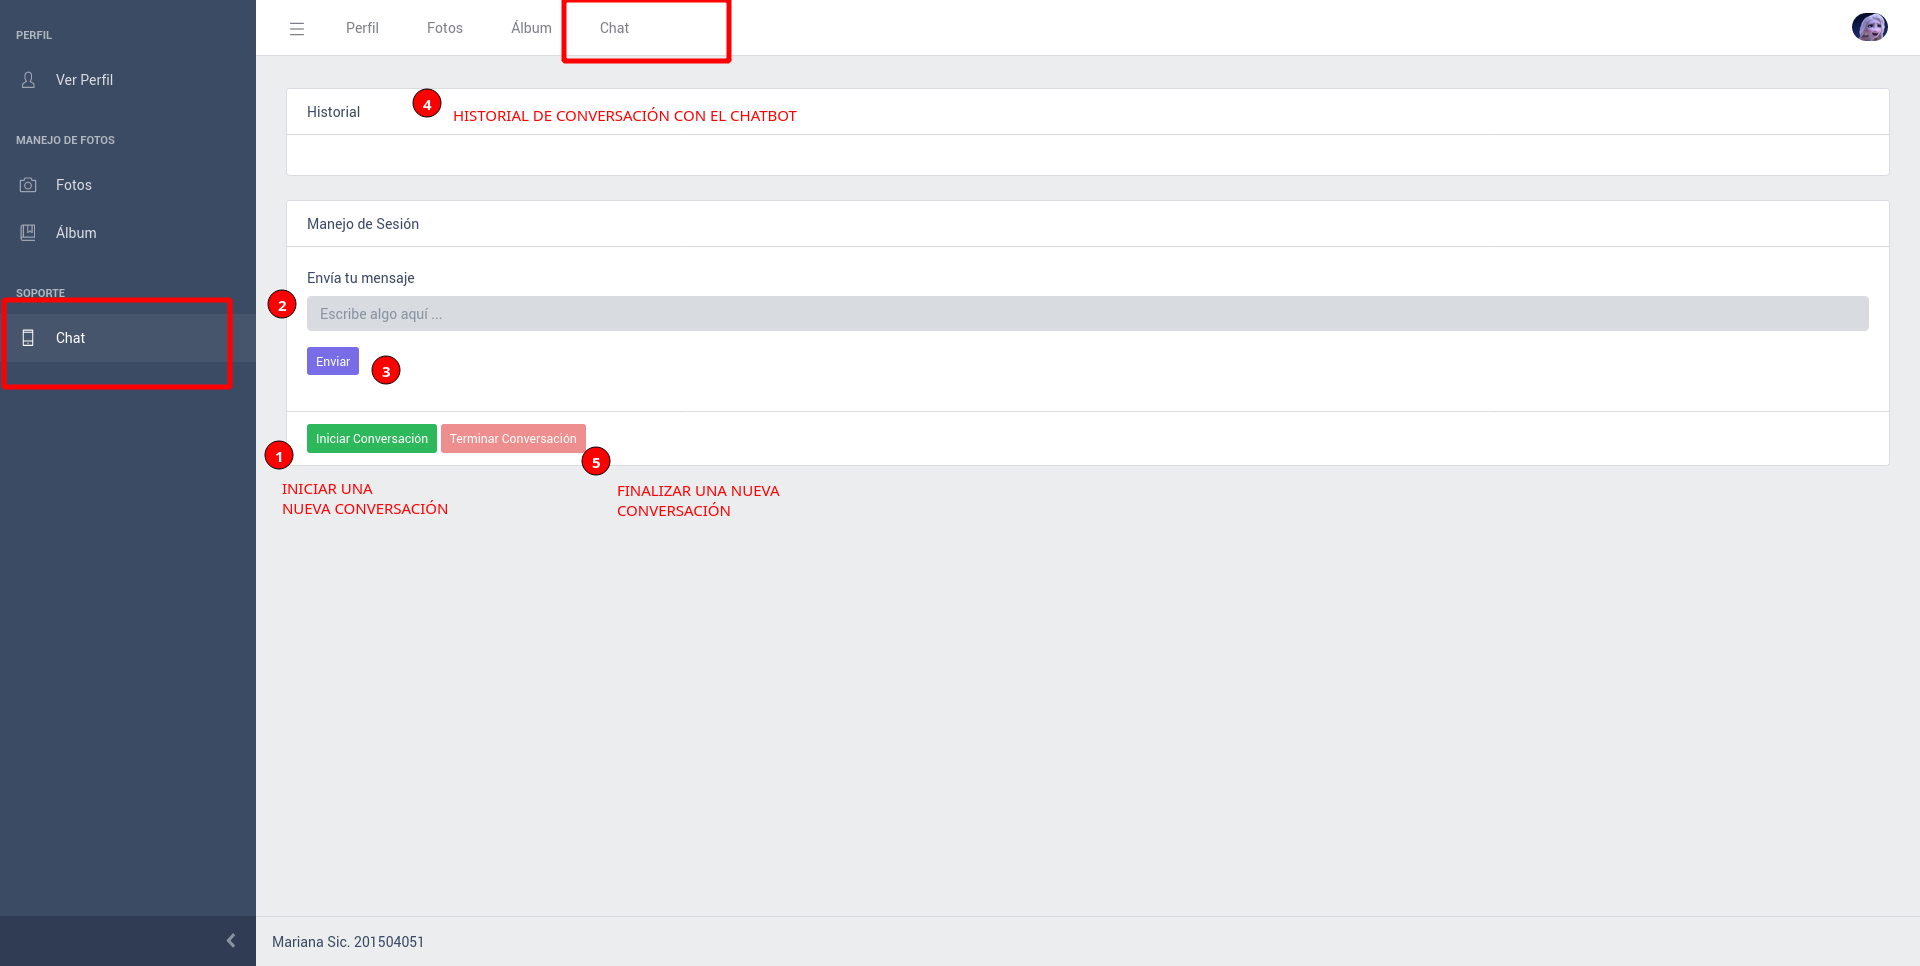 PERFIL
Ver Perfil
MANEJO DE FOTOS
Fotos
Álbum
SOPORTE
Chat
Perfil
Fotos
Álbum
Chat
Historial
4
HISTORIAL DE CONVERSACIÓN CON EL CHATBOT
Manejo de Sesión
Envía tu mensaje
2
Escribe algo aquí ...
Enviar
3
Iniciar Conversación
Terminar Conversación
1
5
INICIAR UNA
NUEVA CONVERSACIÓN
FINALIZAR UNA NUEVA
CONVERSACIÓN
Mariana Sic. 201504051